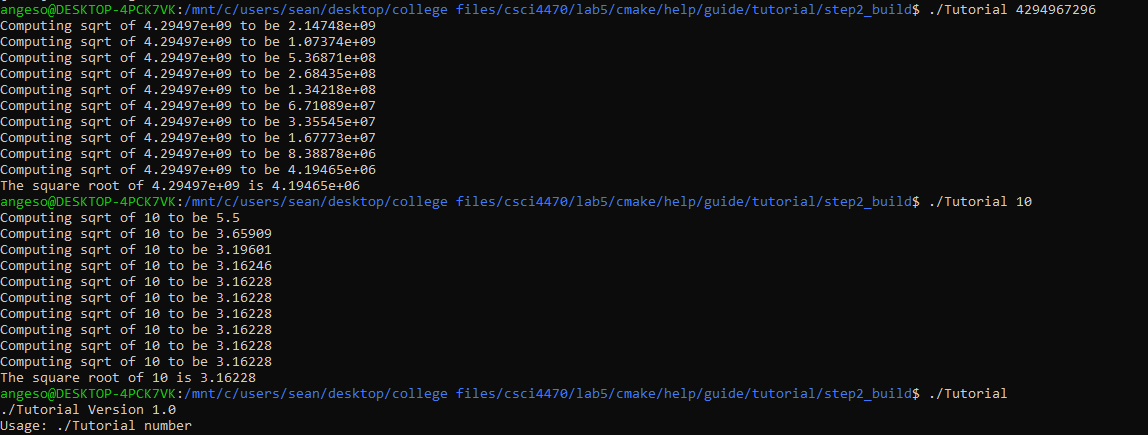 angeso@DESKTOP-4PCK7VK:/mnt/c/users/sean/desktop/college files/csci4470/lab5/cmake/help/guide/tutorial/step2_build$ ./Tutorial 4294967296
Computing sqrt of 4.29497e+09 to be 2.14748e+09
Computing sqrt of 4.29497e+09 to be 1.07374e+09
Computing sqrt of 4.29497e+09 to be 5.36871e+08
Computing sqrt of 4.29497e+09 to be 2.68435e+08
Computing sqrt of 4.29497e+09 to be 1.34218e+08
Computing sqrt of 4.29497e+09 to be 6.71089e+07
Computing sqrt of 4.29497e+09 to be 3.35545e+07
Computing sqrt of 4.29497e+09 to be 1.67773e+07
Computing sqrt of 4.29497e+09 to be 8.38878e+06
Computing sqrt of 4.29497e+09 to be 4.19465e+06
The square root of 4.29497e+09 is 4.19465e+06
angeso@DESKTOP-4PCK7VK:/mnt/c/users/sean/desktop/college files/csci4470/lab5/cmake/help/guide/tutorial/step2_build$ ./Tutorial 10
Computing sqrt of 10 to be 5.5
Computing sqrt of 10 to be 3.65909
Computing sqrt of 10 to be 3.19601
Computing sqrt of 10 to be 3.16246
Computing sqrt of 10 to be 3.16228
Computing sqrt of 10 to be 3.16228
Computing sqrt of 10 to be 3.16228
Computing sqrt of 10 to be 3.16228
Computing sqrt of 10 to be 3.16228
Computing sqrt of 10 to be 3.16228
The square root of 10 is 3.16228
angeso@DESKTOP-4PCK7VK:/mnt/c/users/sean/desktop/college files/csci4470/lab5/cmake/help/guide/tutorial/step2_build$ ./Tutorial
./Tutorial Version 1.0
Usage: ./Tutorial number